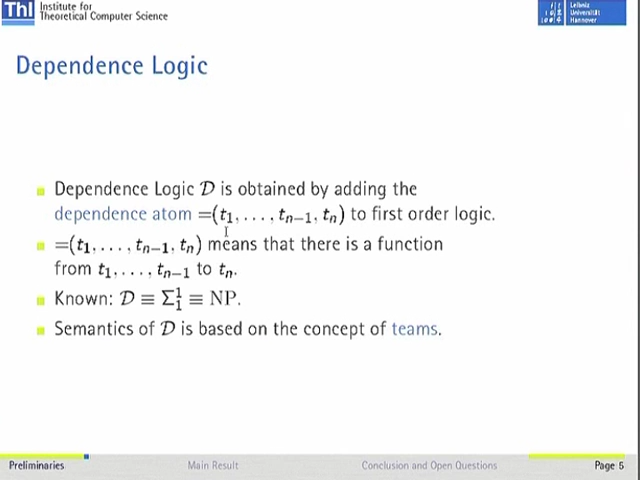 ThI Institute for
Theoretical Computer Science
Leibniz
Universität
Hannover
Dependence Logic
Dependence Logic 𝒟 is obtained by adding the
dependence atom =(t₁, . . . , tₙ₋₁, tₙ) to first order logic.
=(t₁, . . . , tₙ₋₁, tₙ) means that there is a function
from t₁, . . . , tₙ₋₁ to tₙ.
Known: 𝒟 ≡ Σ¹₁ ≡ NP.
Semantics of 𝒟 is based on the concept of teams.
Preliminaries
Main Result
Conclusion and Open Questions
Page 5